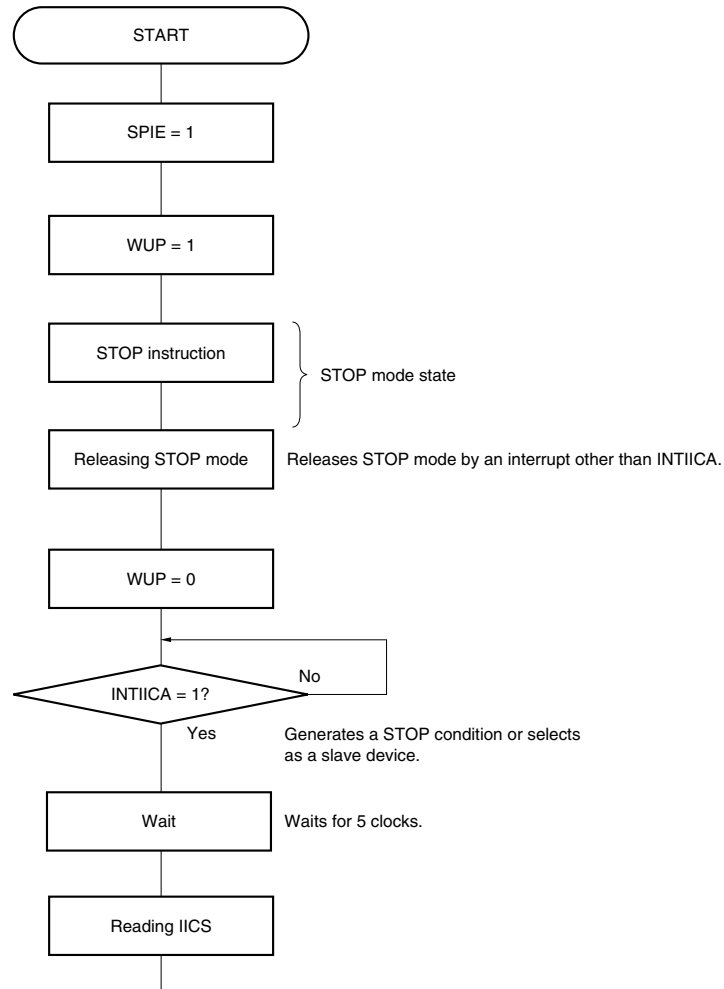 START
SPIE = 1
WUP = 1
STOP instruction
STOP mode state
Releasing STOP mode
Releases STOP mode by an interrupt other than INTIICA.
WUP = 0
No
INTIICA = 1?
Yes
Generates a STOP condition or selects
as a slave device.
Wait
Waits for 5 clocks.
Reading IICS